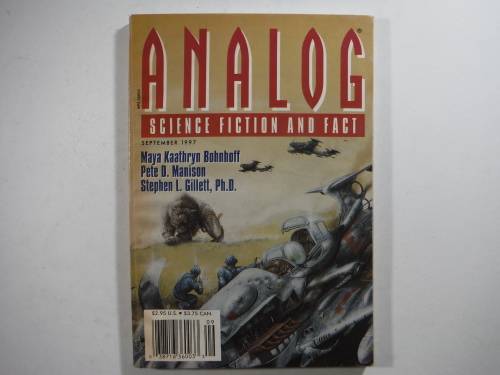 ANALOG®
SCIENCE FICTION AND FACT
SEPTEMBER 1997
Maya Kaathryn Bohnhoff
Pete D. Manison
Stephen L. Gillett, Ph.D.
$2.95 U.S. • $3.75 CAN.
09